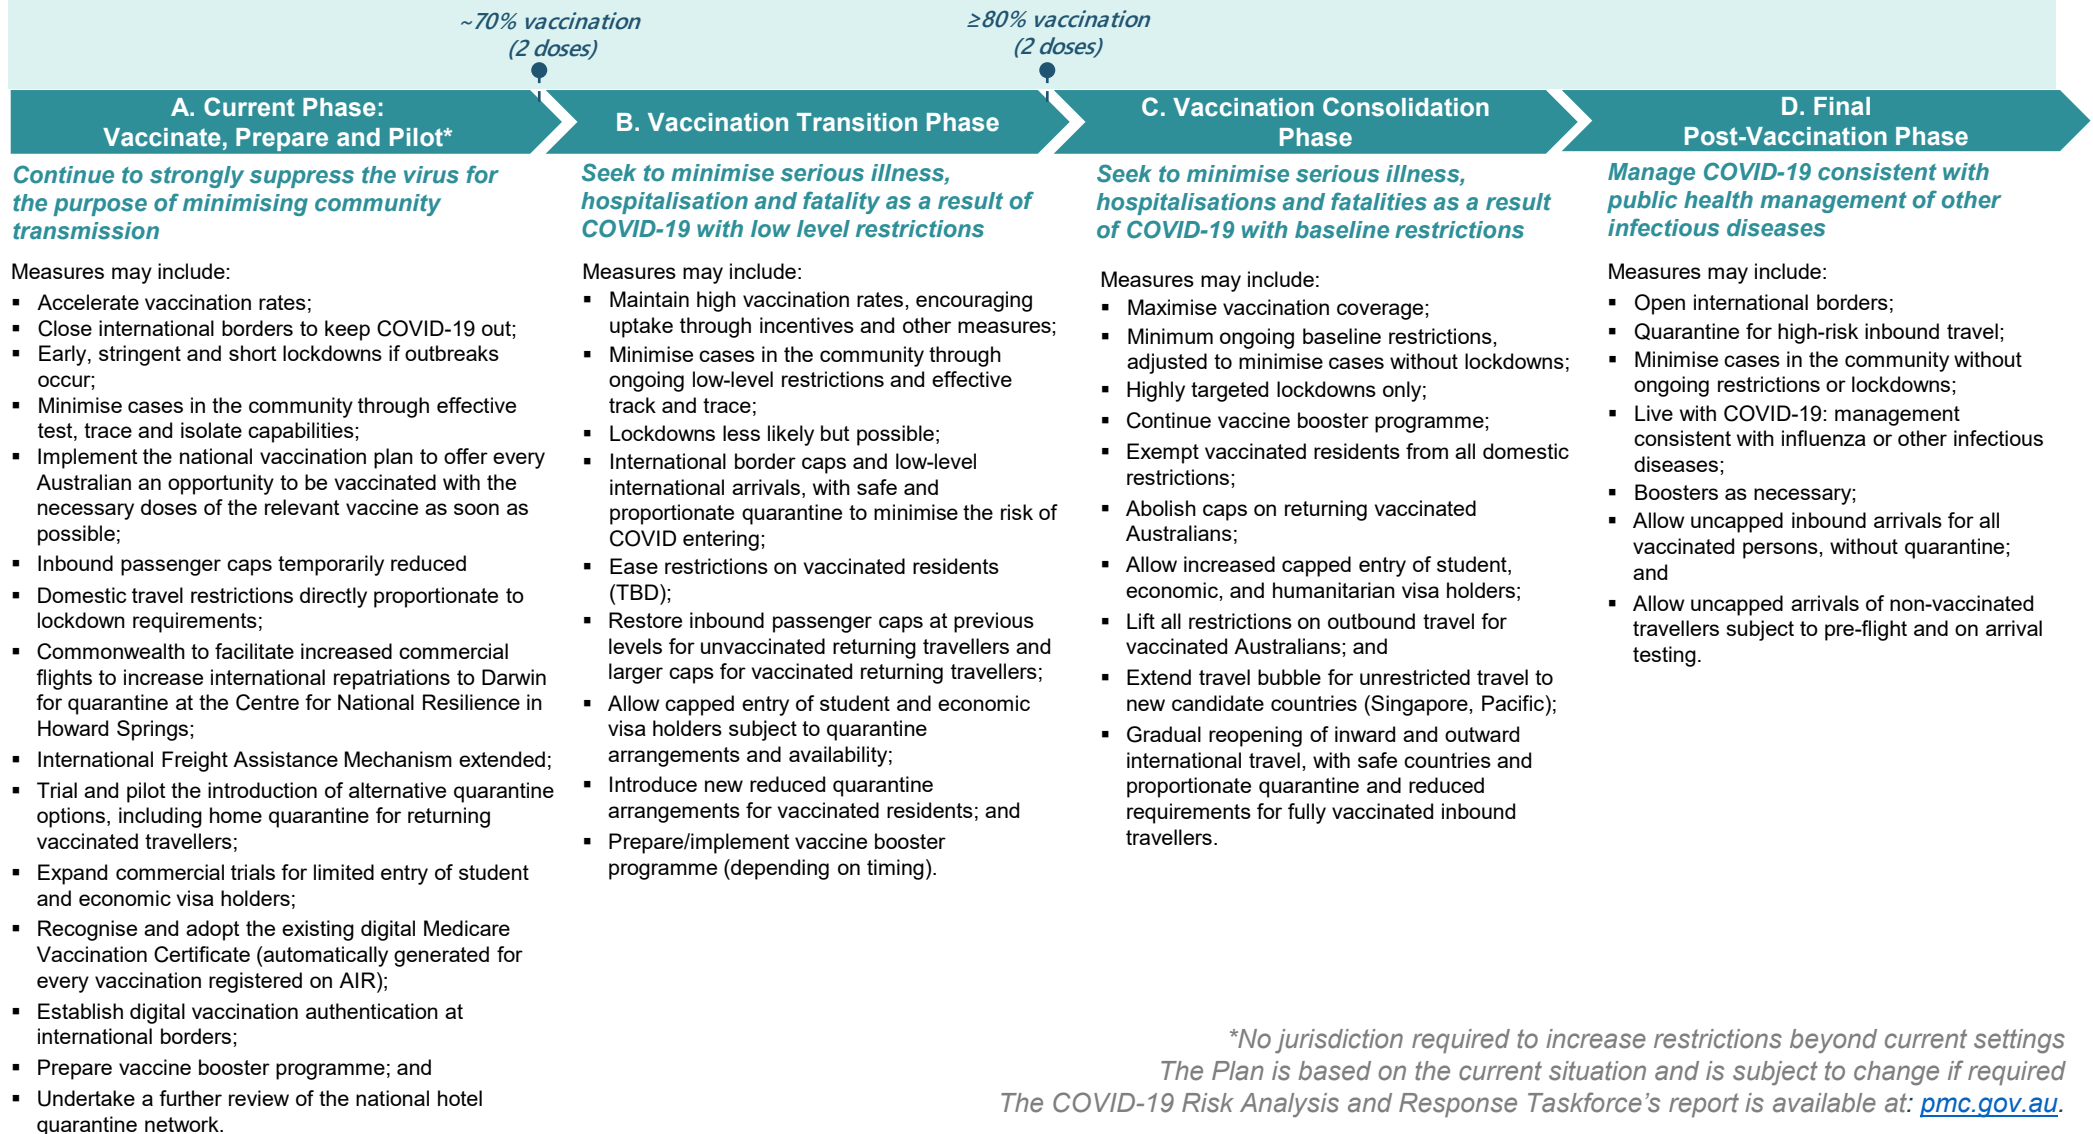 ~70% vaccination
(2 doses)
≥80% vaccination
(2 doses)
A. Current Phase:
Vaccinate, Prepare and Pilot*
B. Vaccination Transition Phase
C. Vaccination Consolidation
Phase
D. Final
Post-Vaccination Phase
Continue to strongly suppress the virus for
the purpose of minimising community
transmission
Measures may include:
▪ Accelerate vaccination rates;
▪ Close international borders to keep COVID-19 out;
▪ Early, stringent and short lockdowns if outbreaks
occur;
▪ Minimise cases in the community through effective
test, trace and isolate capabilities;
▪ Implement the national vaccination plan to offer every
Australian an opportunity to be vaccinated with the
necessary doses of the relevant vaccine as soon as
possible;
▪ Inbound passenger caps temporarily reduced
▪ Domestic travel restrictions directly proportionate to
lockdown requirements;
▪ Commonwealth to facilitate increased commercial
flights to increase international repatriations to Darwin
for quarantine at the Centre for National Resilience in
Howard Springs;
▪ International Freight Assistance Mechanism extended;
▪ Trial and pilot the introduction of alternative quarantine
options, including home quarantine for returning
vaccinated travellers;
▪ Expand commercial trials for limited entry of student
and economic visa holders;
▪ Recognise and adopt the existing digital Medicare
Vaccination Certificate (automatically generated for
every vaccination registered on AIR);
▪ Establish digital vaccination authentication at
international borders;
▪ Prepare vaccine booster programme; and
▪ Undertake a further review of the national hotel
quarantine network.
Seek to minimise serious illness,
hospitalisation and fatality as a result of
COVID-19 with low level restrictions
Measures may include:
▪ Maintain high vaccination rates, encouraging
uptake through incentives and other measures;
▪ Minimise cases in the community through
ongoing low-level restrictions and effective
track and trace;
▪ Lockdowns less likely but possible;
▪ International border caps and low-level
international arrivals, with safe and
proportionate quarantine to minimise the risk of
COVID entering;
▪ Ease restrictions on vaccinated residents
(TBD);
▪ Restore inbound passenger caps at previous
levels for unvaccinated returning travellers and
larger caps for vaccinated returning travellers;
▪ Allow capped entry of student and economic
visa holders subject to quarantine
arrangements and availability;
▪ Introduce new reduced quarantine
arrangements for vaccinated residents; and
▪ Prepare/implement vaccine booster
programme (depending on timing).
Seek to minimise serious illness,
hospitalisations and fatalities as a result
of COVID-19 with baseline restrictions
Measures may include:
▪ Maximise vaccination coverage;
▪ Minimum ongoing baseline restrictions,
adjusted to minimise cases without lockdowns;
▪ Highly targeted lockdowns only;
▪ Continue vaccine booster programme;
▪ Exempt vaccinated residents from all domestic
restrictions;
▪ Abolish caps on returning vaccinated
Australians;
▪ Allow increased capped entry of student,
economic, and humanitarian visa holders;
▪ Lift all restrictions on outbound travel for
vaccinated Australians; and
▪ Extend travel bubble for unrestricted travel to
new candidate countries (Singapore, Pacific);
▪ Gradual reopening of inward and outward
international travel, with safe countries and
proportionate quarantine and reduced
requirements for fully vaccinated inbound
travellers.
Manage COVID-19 consistent with
public health management of other
infectious diseases
Measures may include:
▪ Open international borders;
▪ Quarantine for high-risk inbound travel;
▪ Minimise cases in the community without
ongoing restrictions or lockdowns;
▪ Live with COVID-19: management
consistent with influenza or other infectious
diseases;
▪ Boosters as necessary;
▪ Allow uncapped inbound arrivals for all
vaccinated persons, without quarantine;
and
▪ Allow uncapped arrivals of non-vaccinated
travellers subject to pre-flight and on arrival
testing.
*No jurisdiction required to increase restrictions beyond current settings
The Plan is based on the current situation and is subject to change if required
The COVID-19 Risk Analysis and Response Taskforce's report is available at: pmc.gov.au.